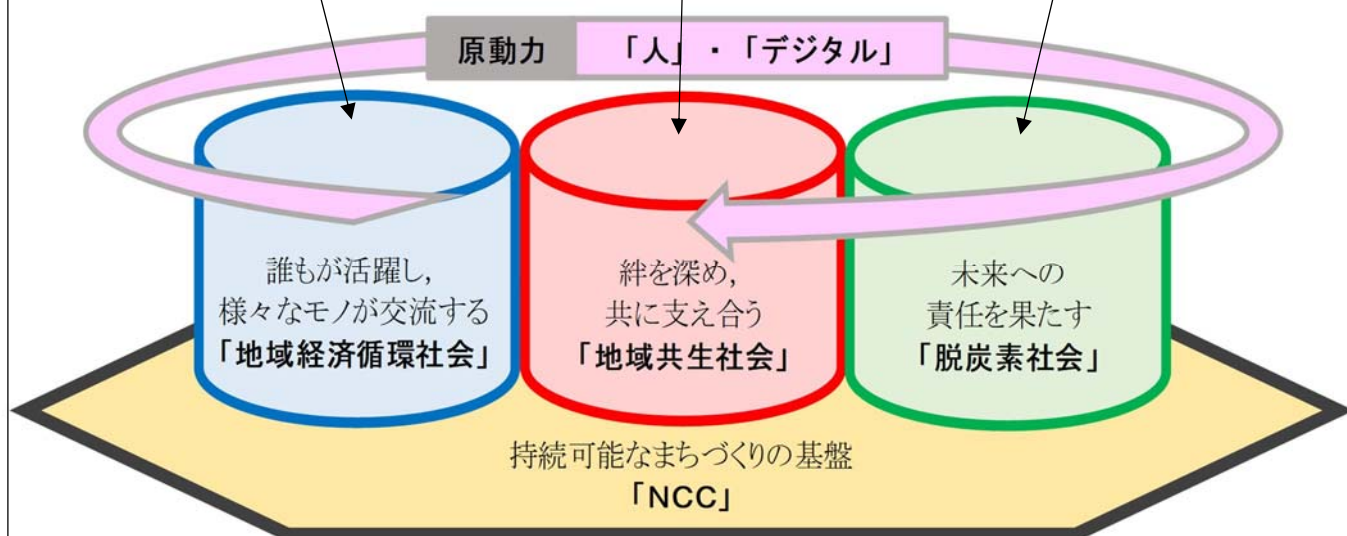 原動力 「人」・「デジタル」
誰もが活躍し,
様々なモノが交流する
「地域経済循環社会」
絆を深め,
共に支え合う
「地域共生社会」
未来への
責任を果たす
「脱炭素社会」
持続可能なまちづくりの基盤
「NCC」